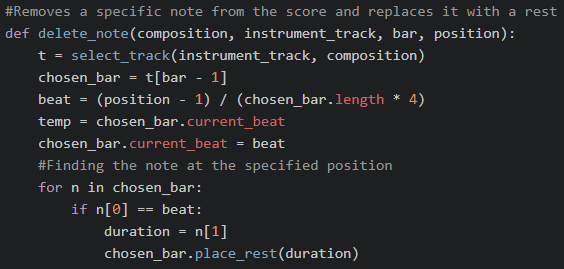 #Removes a specific note from the score and replaces it with a rest
def delete_note(composition, instrument_track, bar, position):
    t = select_track(instrument_track, composition)
    chosen_bar = t[bar - 1]
    beat = (position - 1) / (chosen_bar.length * 4)
    temp = chosen_bar.current_beat
    chosen_bar.current_beat = beat
    #Finding the note at the specified position
    for n in chosen_bar:
        if n[0] == beat:
            duration = n[1]
            chosen_bar.place_rest(duration)